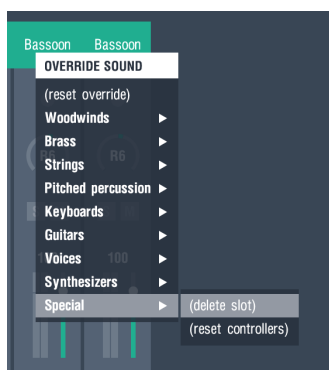 Bassoon Bassoon
OVERRIDE SOUND
(reset override)
Woodwinds
Brass
R6
Strings
Pitched percussion
Keyboards
Guitars
Voices 100
Synthesizers
Special (delete slot)
(reset controllers)